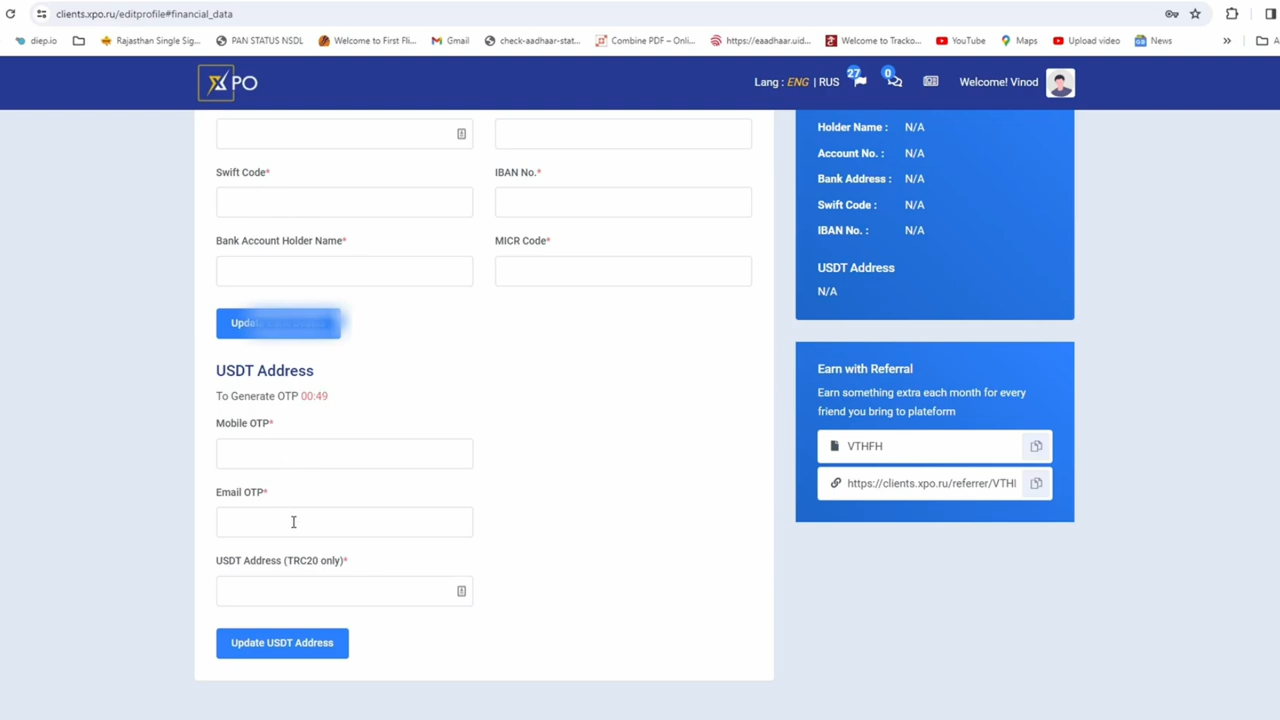 clients.xpo.ru/editprofile#financial_data
diep.io
Rajasthan Single Sig...
PAN STATUS NSDL
Welcome to First Fli...
Gmail
check-aadhaar-stat...
Combine PDF – Onli...
https://eaadhaar.uid...
Welcome to Tracko...
YouTube
Maps
Upload video
News
»
XPO
Lang : ENG | RUS
27
0
Welcome! Vinod
Swift Code*
IBAN No.*
Bank Account Holder Name*
MICR Code*
USDT Address
To Generate OTP 00:49
Mobile OTP*
Email OTP*
USDT Address (TRC20 only)*
Update USDT Address
Holder Name : N/A
Account No. : N/A
Bank Address : N/A
Swift Code : N/A
IBAN No. : N/A
USDT Address
N/A
Earn with Referral
Earn something extra each month for every
friend you bring to plateform
VTHFH
https://clients.xpo.ru/referrer/VTHI